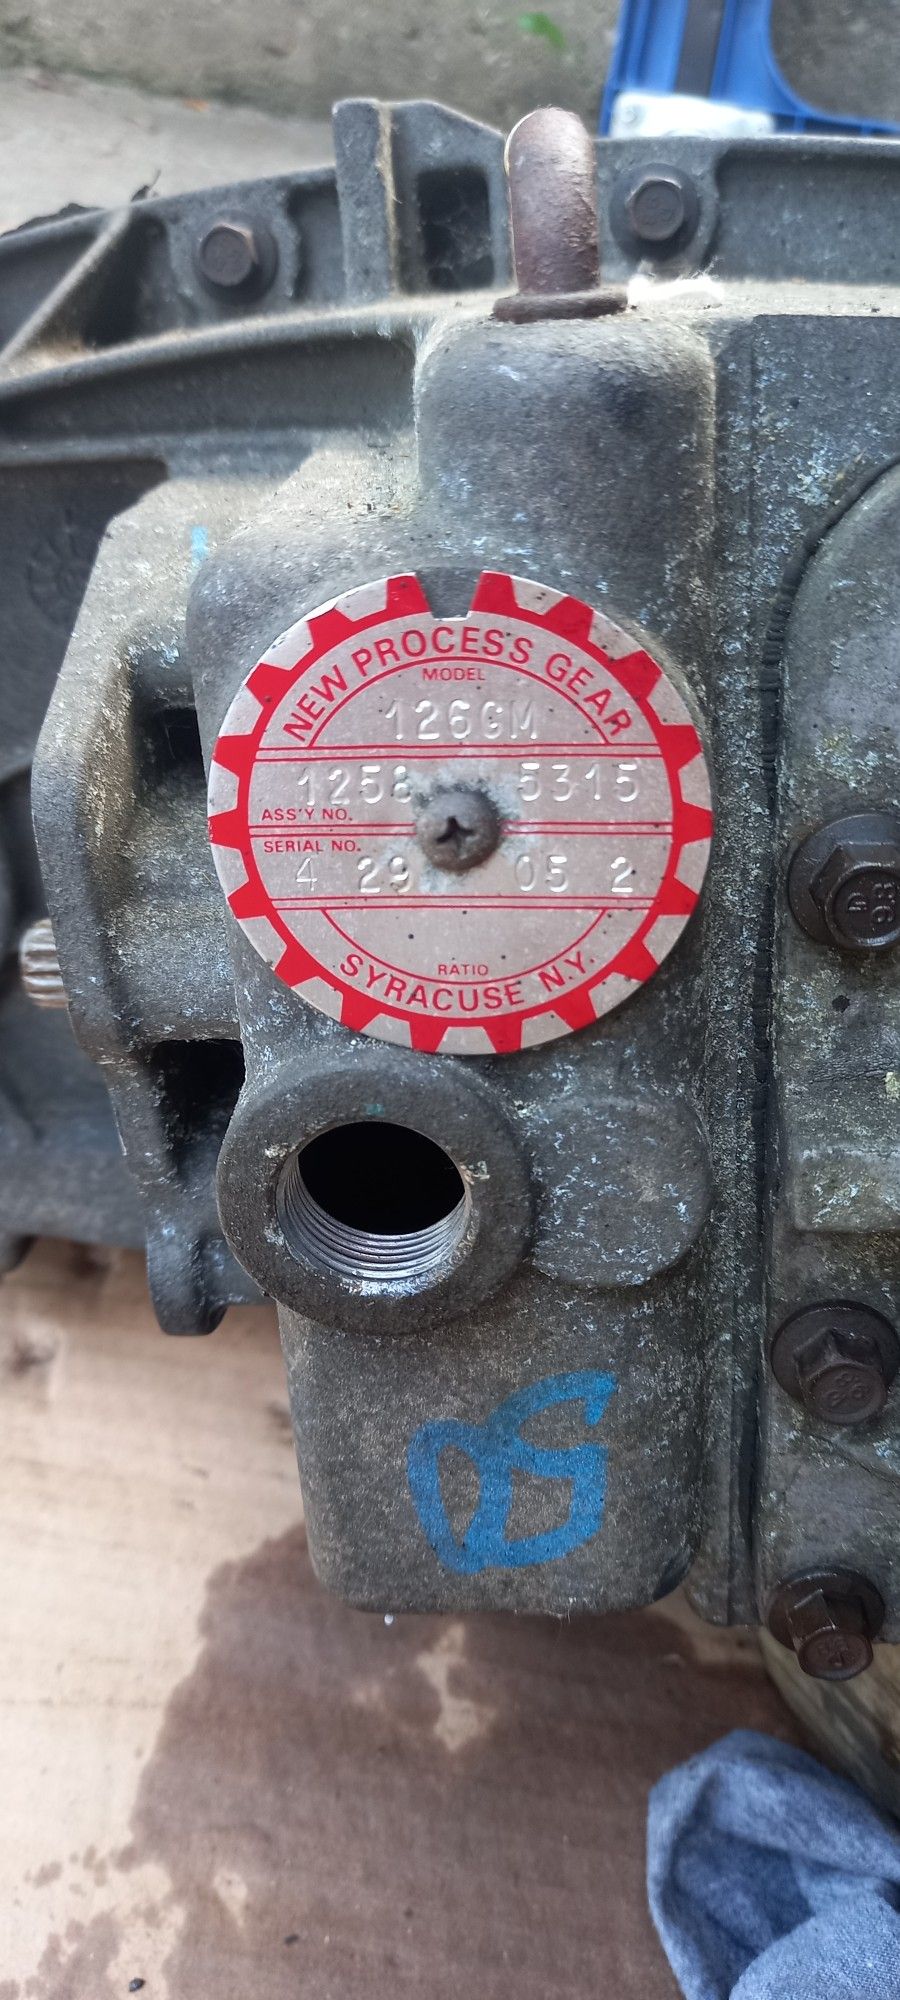 NEW PROCESS GEAR
MODEL
126GM
1258 5315
ASS'Y NO.
SERIAL NO.
4 29 05 2
RATIO
SYRACUSE N.Y.